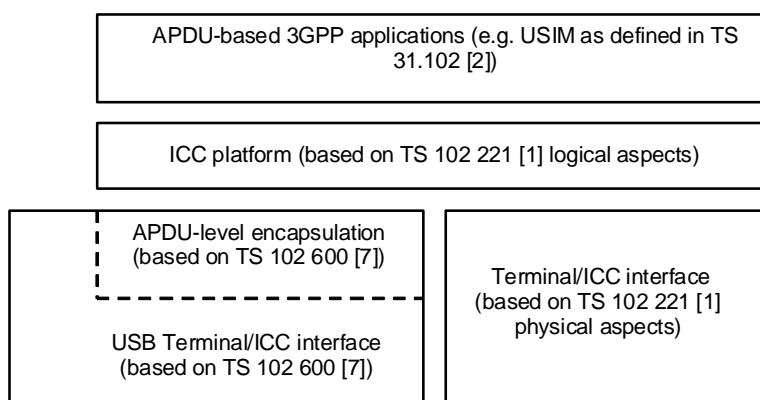 APDU-based 3GPP applications (e.g. USIM as defined in TS
31.102 [2])
ICC platform (based on TS 102 221 [1] logical aspects)
APDU-level encapsulation
(based on TS 102 600 [7])
USB Terminal/ICC interface
(based on TS 102 600 [7])
Terminal/ICC interface
(based on TS 102 221 [1]
physical aspects)